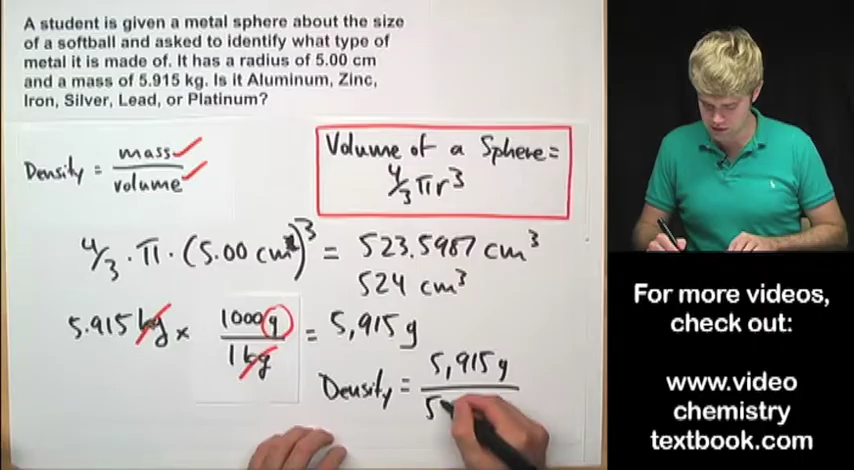 A student is given a metal sphere about the size
of a softball and asked to identify what type of
metal it is made of. It has a radius of 5.00 cm
and a mass of 5.915 kg. Is it Aluminum, Zinc,
Iron, Silver, Lead, or Platinum?
Density = mass/volume
Volume of a Sphere =
4/3 πr³
4/3 · π · (5.00 cm)³ = 523.5987 cm³
524 cm³
5.915 kg × 1000 g/1 kg = 5,915 g
Density = 5,915 g/5
For more videos,
check out:
www.video
chemistry
textbook.com